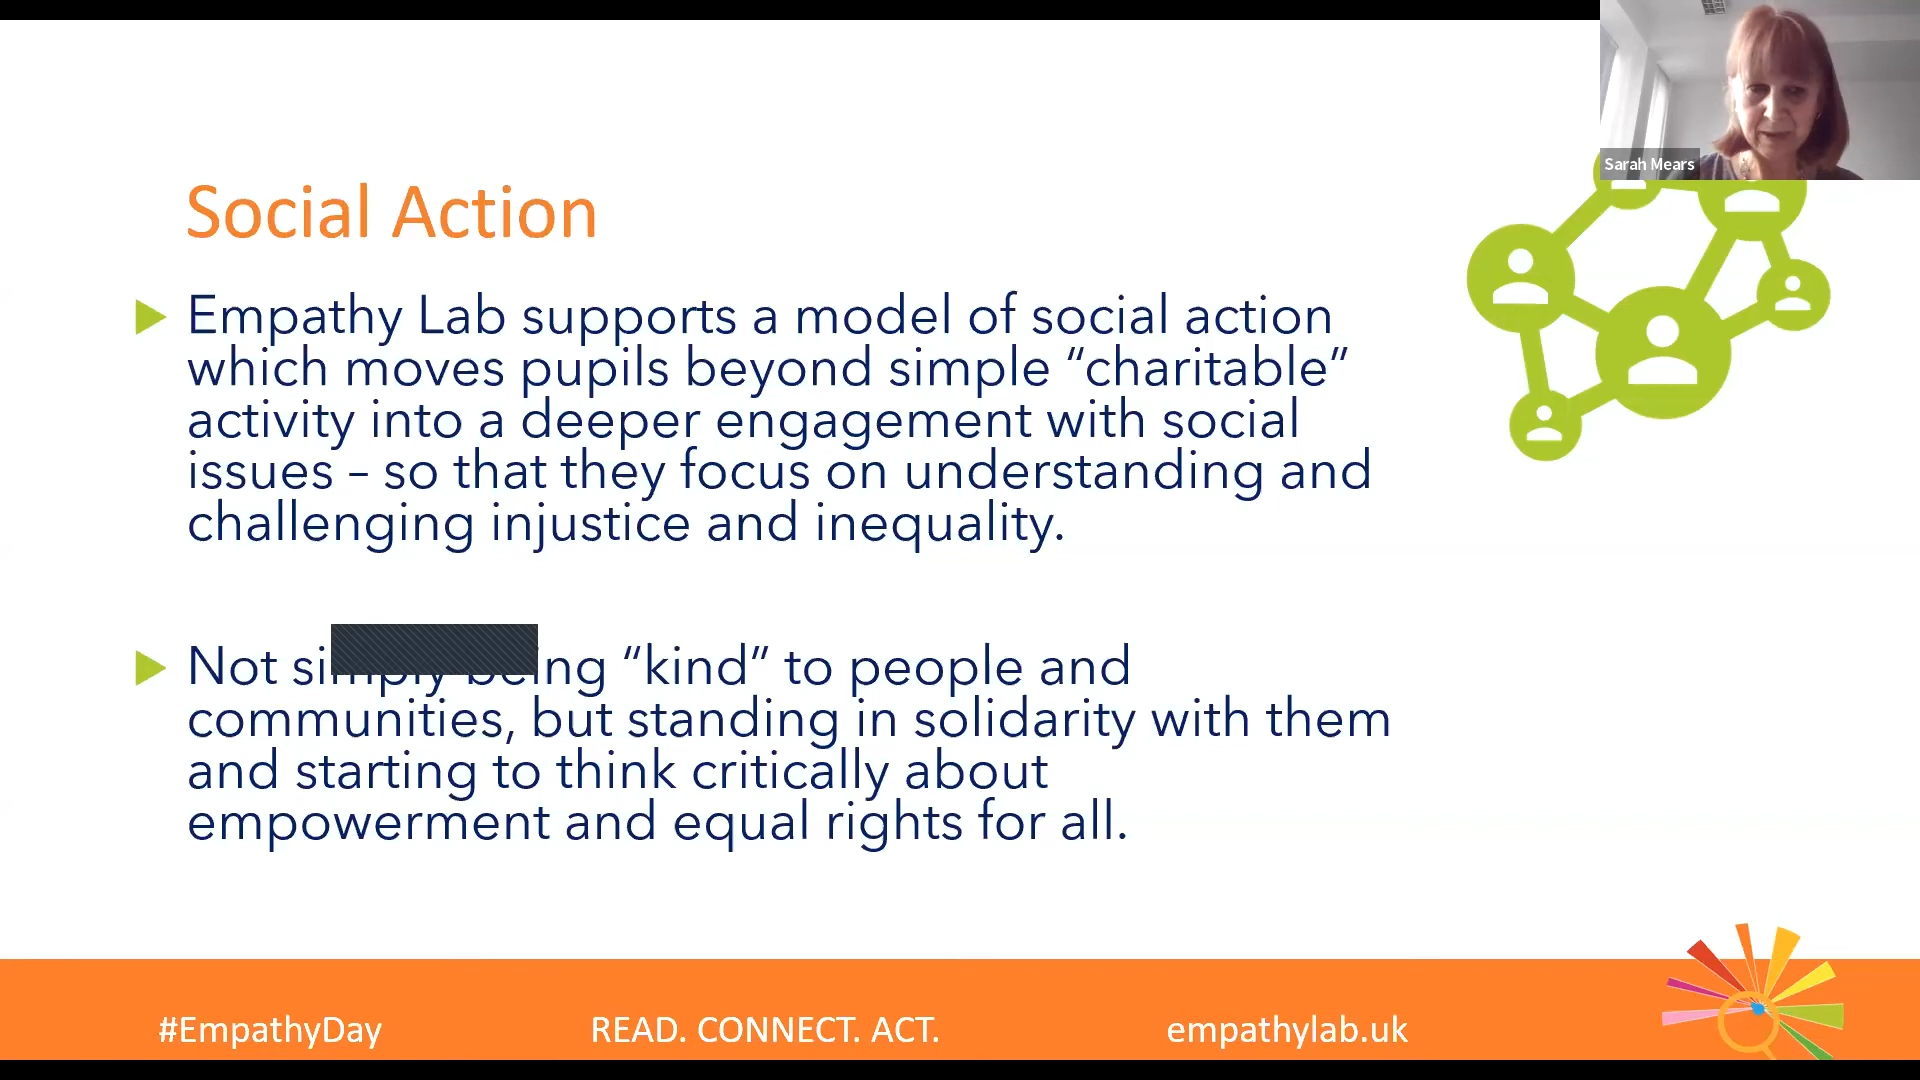 Sarah Mears
Social Action
Empathy Lab supports a model of social action
which moves pupils beyond simple “charitable”
activity into a deeper engagement with social
issues – so that they focus on understanding and
challenging injustice and inequality.
Not simply being “kind” to people and
communities, but standing in solidarity with them
and starting to think critically about
empowerment and equal rights for all.
#EmpathyDay
READ. CONNECT. ACT.
empathylab.uk